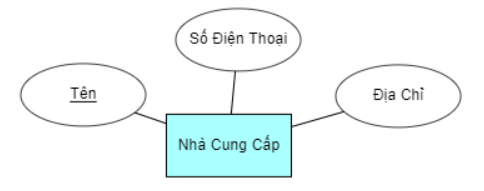 Số Điện Thoại
Tên
Địa Chỉ
Nhà Cung Cấp